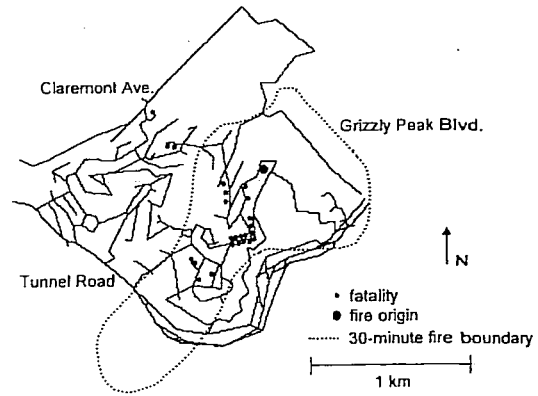 Claremont Ave.
Grizzly Peak Blvd.
Tunnel Road
N
fatality
fire origin
30-minute fire boundary
1 km